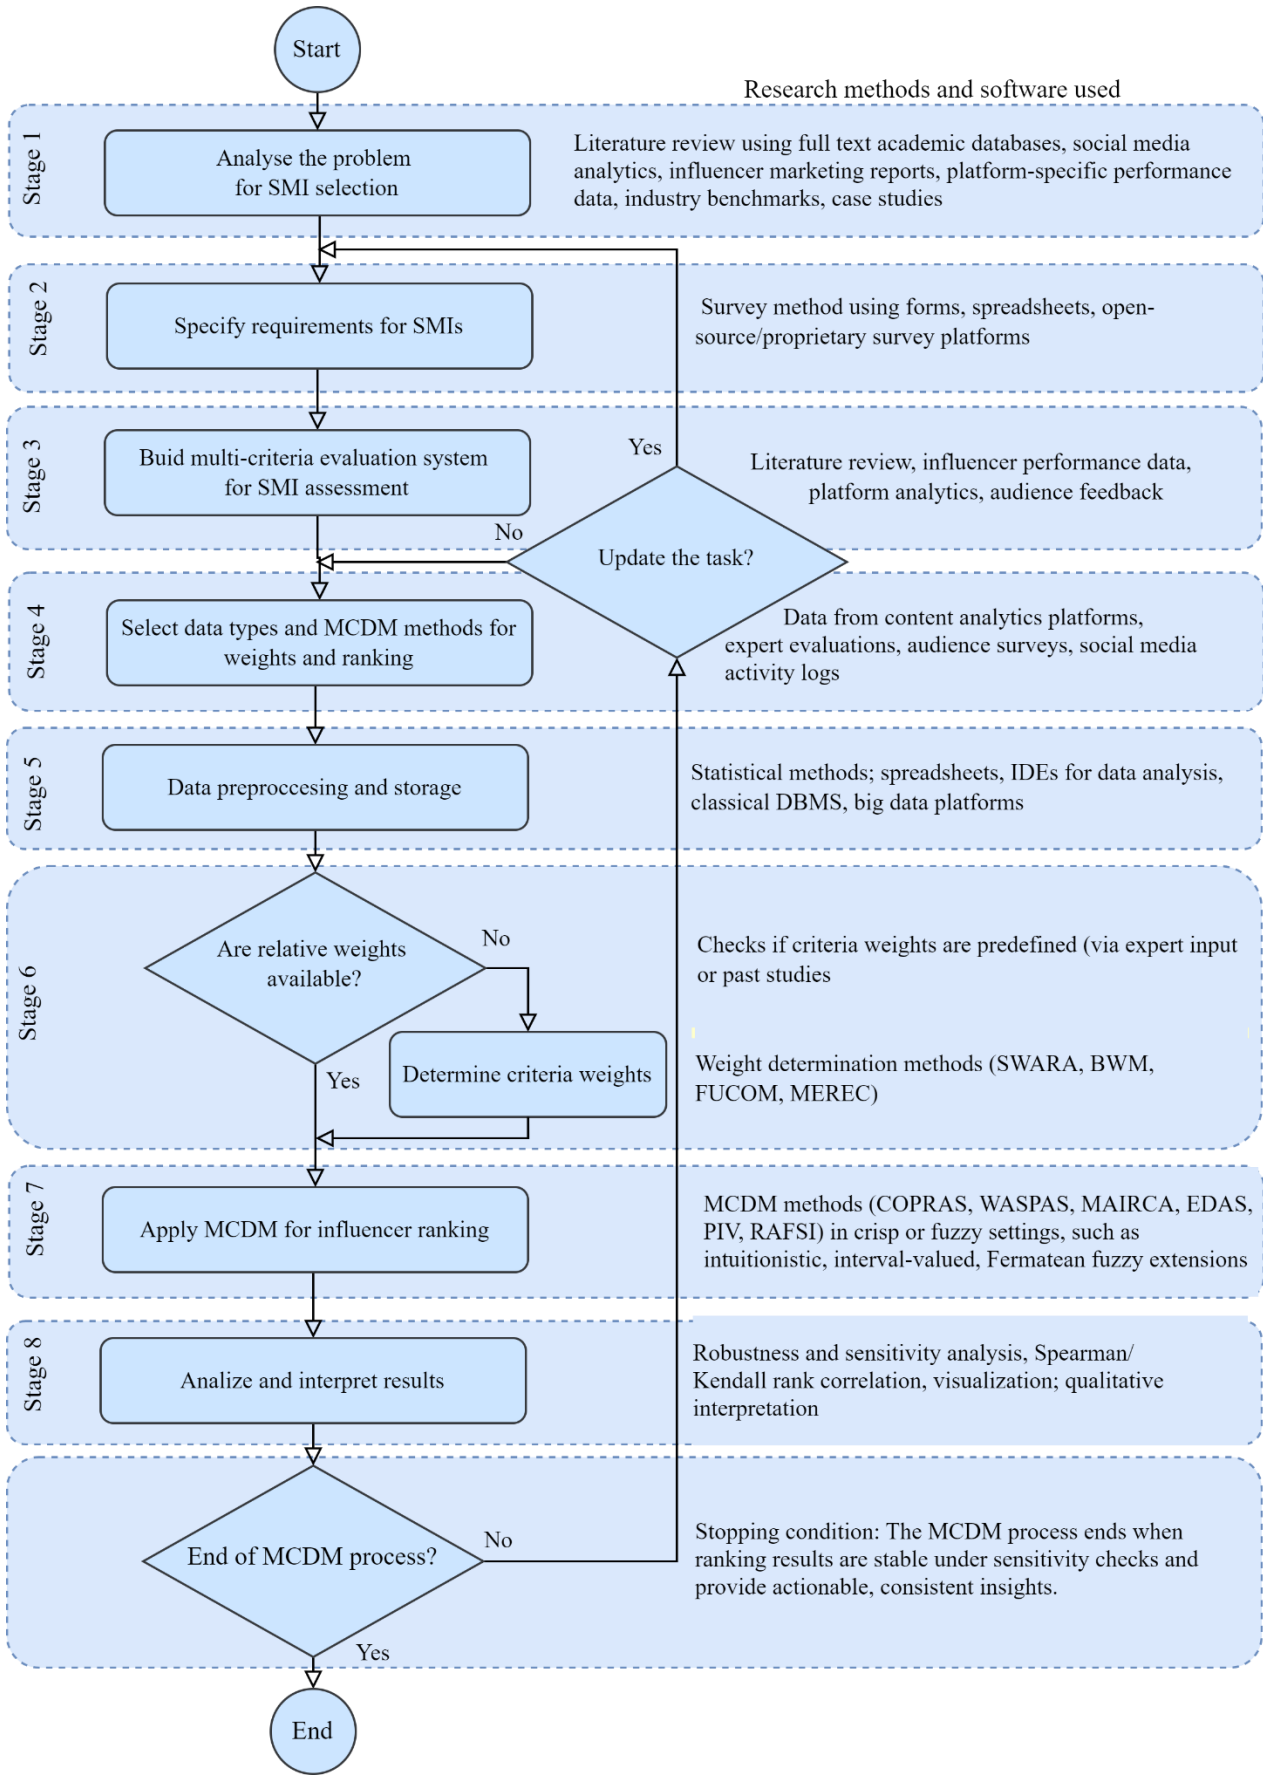 Start
Research methods and software used
Stage 1
Analyse the problem
for SMI selection
Literature review using full text academic databases, social media
analytics, influencer marketing reports, platform-specific performance
data, industry benchmarks, case studies
Stage 2
Specify requirements for SMIs
Survey method using forms, spreadsheets, open-
source/proprietary survey platforms
Stage 3
Buid multi-criteria evaluation system
for SMI assessment
Yes
Literature review, influencer performance data,
platform analytics, audience feedback
No
Update the task?
Stage 4
Select data types and MCDM methods for
weights and ranking
Data from content analytics platforms,
expert evaluations, audience surveys, social media
activity logs
Stage 5
Data preproccesing and storage
Statistical methods; spreadsheets, IDEs for data analysis,
classical DBMS, big data platforms
Stage 6
Are relative weights
available?
No
Checks if criteria weights are predefined (via expert input
or past studies
Yes
Determine criteria weights
Weight determination methods (SWARA, BWM,
FUCOM, MEREC)
Stage 7
Apply MCDM for influencer ranking
MCDM methods (COPRAS, WASPAS, MAIRCA, EDAS,
PIV, RAFSI) in crisp or fuzzy settings, such as
intuitionistic, interval-valued, Fermatean fuzzy extensions
Stage 8
Analize and interpret results
Robustness and sensitivity analysis, Spearman/
Kendall rank correlation, visualization; qualitative
interpretation
End of MCDM process?
No
Stopping condition: The MCDM process ends when
ranking results are stable under sensitivity checks and
provide actionable, consistent insights.
Yes
End